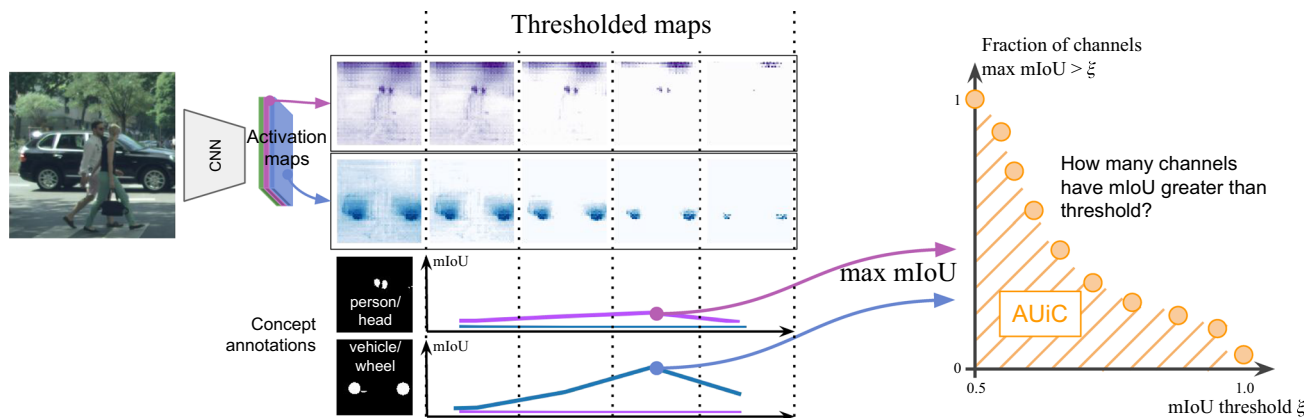 Thresholded maps
CNN
Activation
maps
Concept
annotations
person/
head
vehicle/
wheel
mIoU
mIoU
max mIoU
Fraction of channels
max mIoU > ξ
1
How many channels
have mIoU greater than
threshold?
AUiC
0
0.5
1.0
mIoU threshold ξ